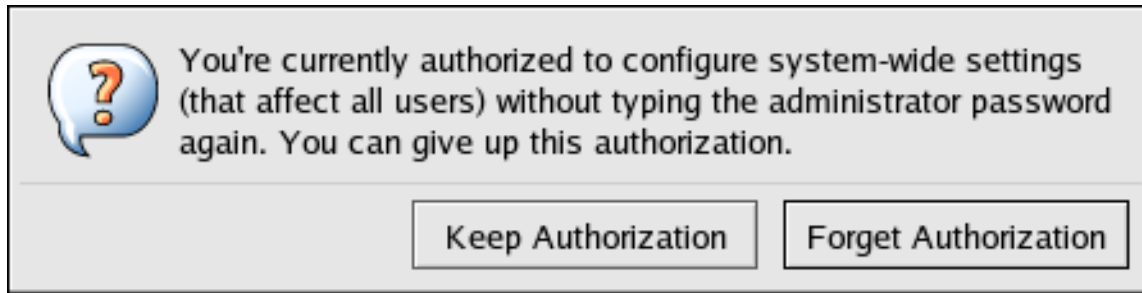 You're currently authorized to configure system-wide settings
(that affect all users) without typing the administrator password
again. You can give up this authorization.
Keep Authorization
Forget Authorization